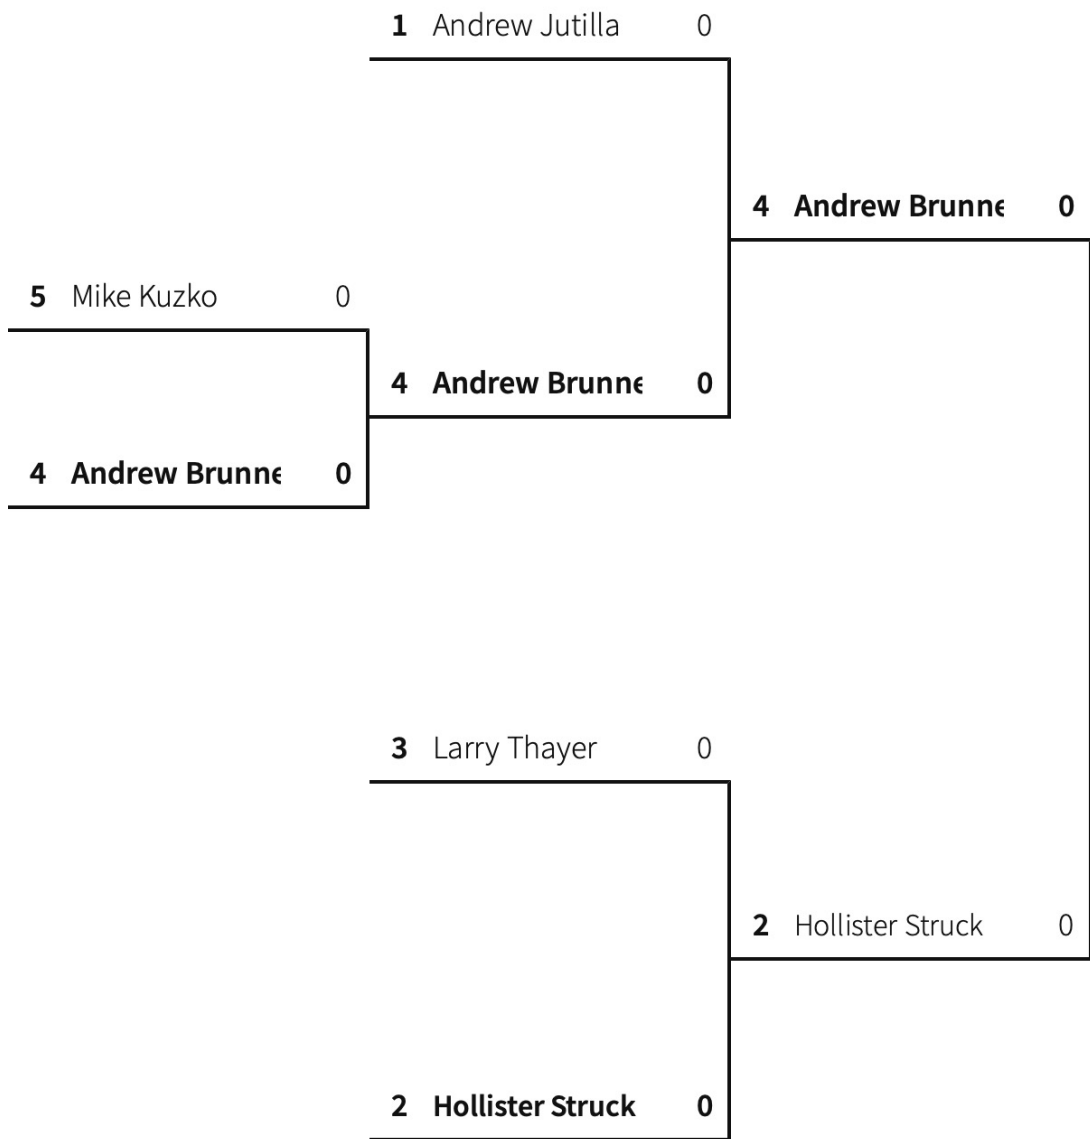 1 Andrew Jutilla 0
4 Andrew Brunne 0
5 Mike Kuzko 0
4 Andrew Brunne 0
4 Andrew Brunne 0
3 Larry Thayer 0
2 Hollister Struck 0
2 Hollister Struck 0